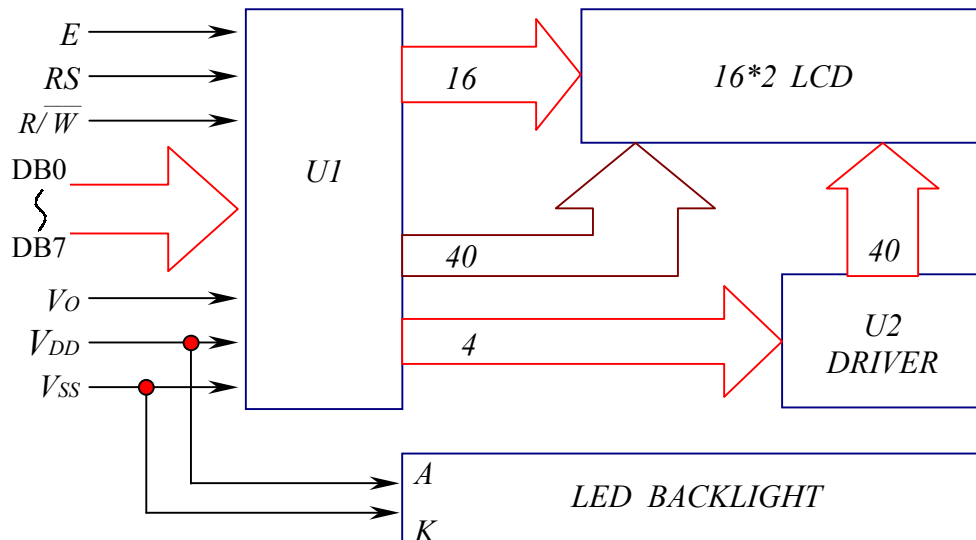 E
RS
R/W̅
DB0
DB7
VO
VDD
VSS
U1
16
40
4
16*2 LCD
40
U2
DRIVER
A
K
LED BACKLIGHT